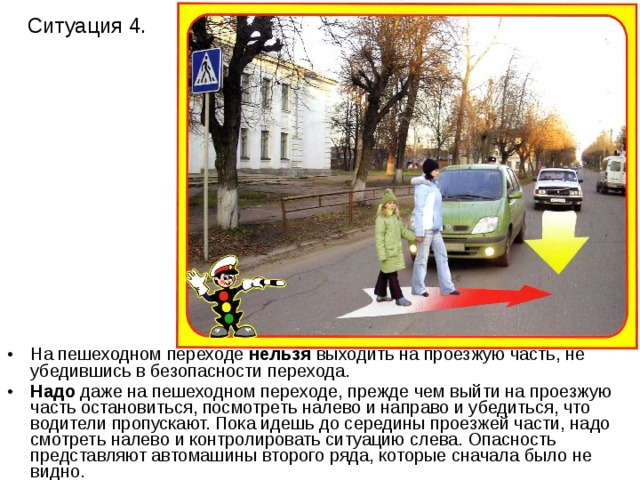 Ситуация 4.
• На пешеходном переходе нельзя выходить на проезжую часть, не
убедившись в безопасности перехода.
• Надо даже на пешеходном переходе, прежде чем выйти на проезжую
часть остановиться, посмотреть налево и направо и убедиться, что
водители пропускают. Пока идешь до середины проезжей части, надо
смотреть налево и контролировать ситуацию слева. Опасность
представляют автомашины второго ряда, которые сначала было не
видно.